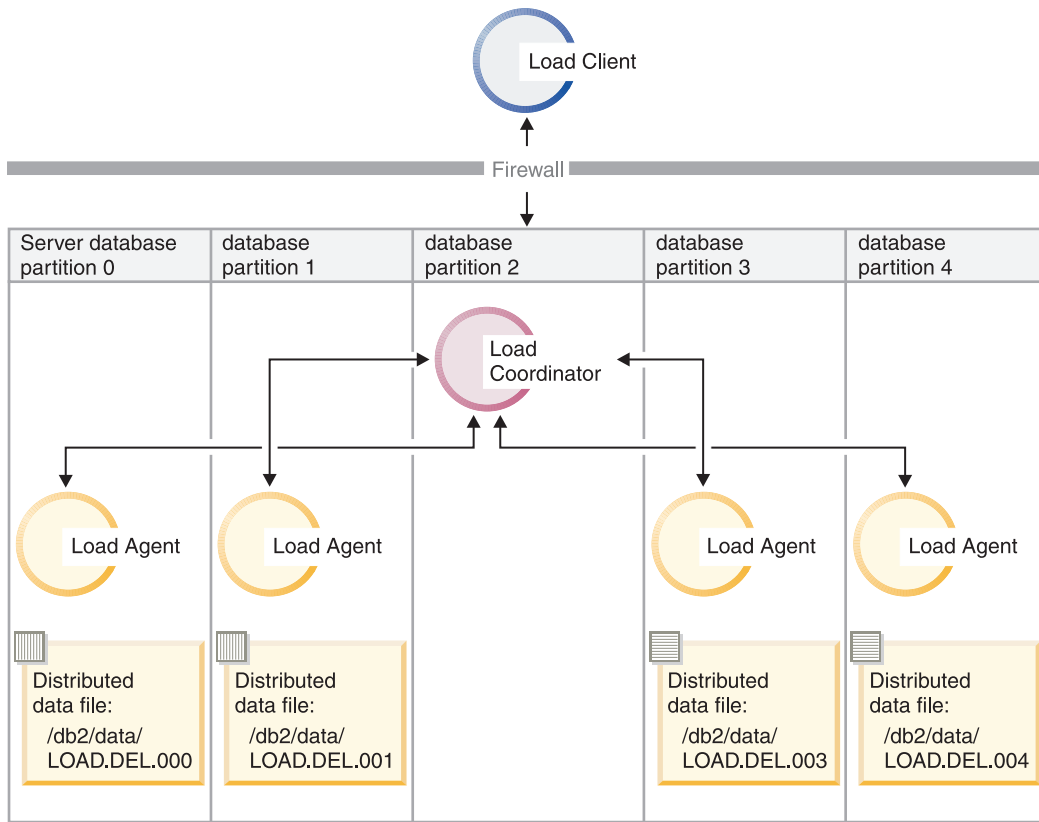 Load Client
Firewall
Server database
partition 0
database
partition 1
database
partition 2
database
partition 3
database
partition 4
Load
Coordinator
Load Agent
Load Agent
Load Agent
Load Agent
Distributed
data file:
/db2/data/
LOAD.DEL.000
Distributed
data file:
/db2/data/
LOAD.DEL.001
Distributed
data file:
/db2/data/
LOAD.DEL.003
Distributed
data file:
/db2/data/
LOAD.DEL.004